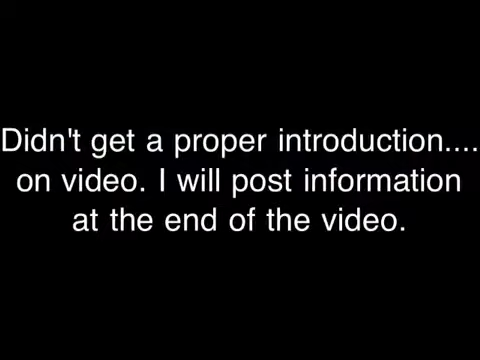 Didn't get a proper introduction....
on video. I will post information
at the end of the video.